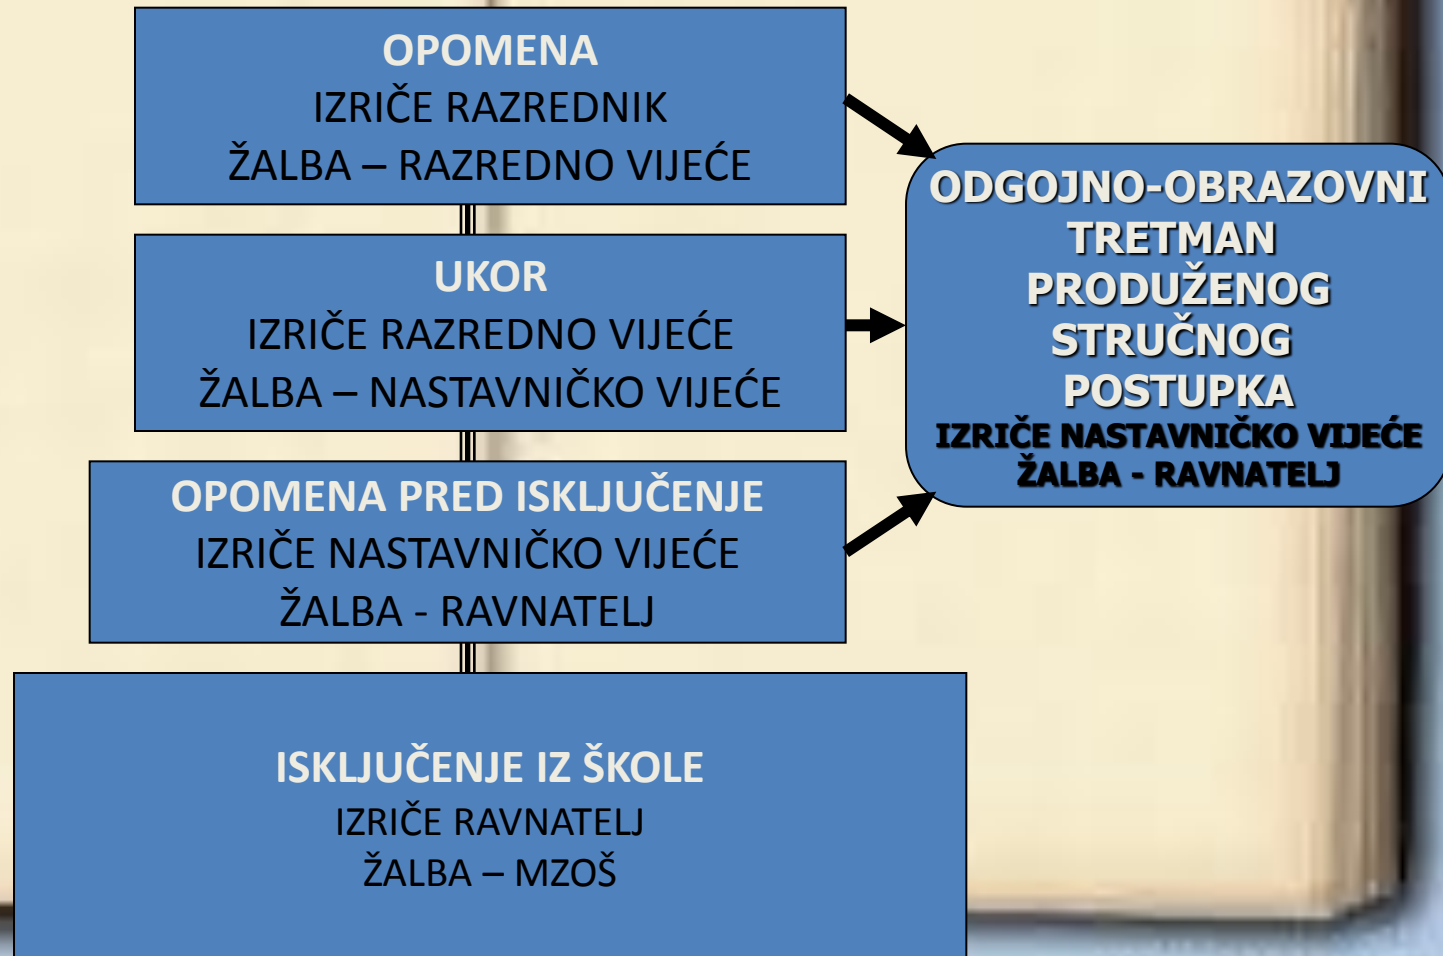 OPOMENA
IZRIČE RAZREDNIK
ŽALBA – RAZREDNO VIJEĆE
UKOR
IZRIČE RAZREDNO VIJEĆE
ŽALBA – NASTAVNIČKO VIJEĆE
OPOMENA PRED ISKLJUČENJE
IZRIČE NASTAVNIČKO VIJEĆE
ŽALBA - RAVNATELJ
ISKLJUČENJE IZ ŠKOLE
IZRIČE RAVNATELJ
ŽALBA – MZOŠ
ODGOJNO-OBRAZOVNI
TRETMAN
PRODUŽENOG
STRUČNOG
POSTUPKA
IZRIČE NASTAVNIČKO VIJEĆE
ŽALBA - RAVNATELJ